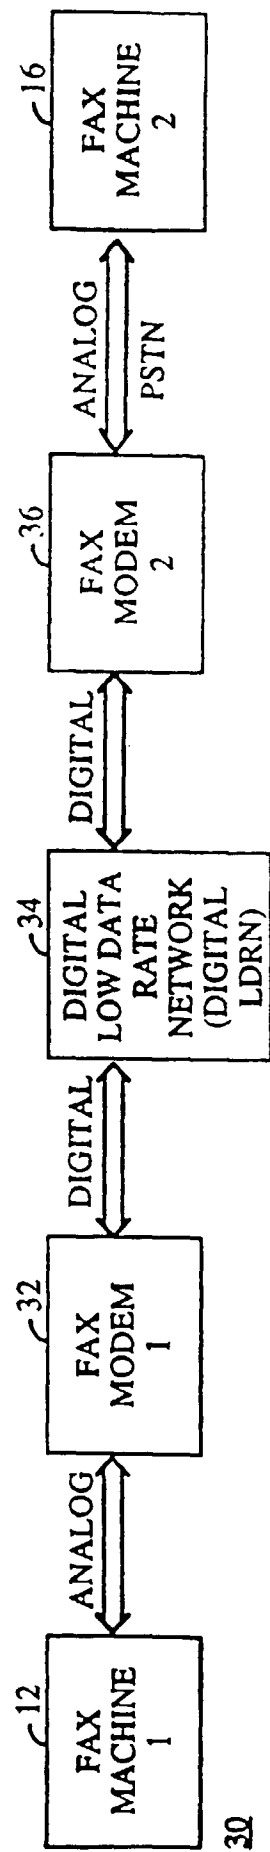 12
FAX
MACHINE
1
ANALOG
32
FAX
MODEM
1
DIGITAL
34
DIGITAL
LOW DATA
RATE
NETWORK
(DIGITAL
LDRN)
DIGITAL
36
FAX
MODEM
2
ANALOG
PSTN
16
FAX
MACHINE
2
30